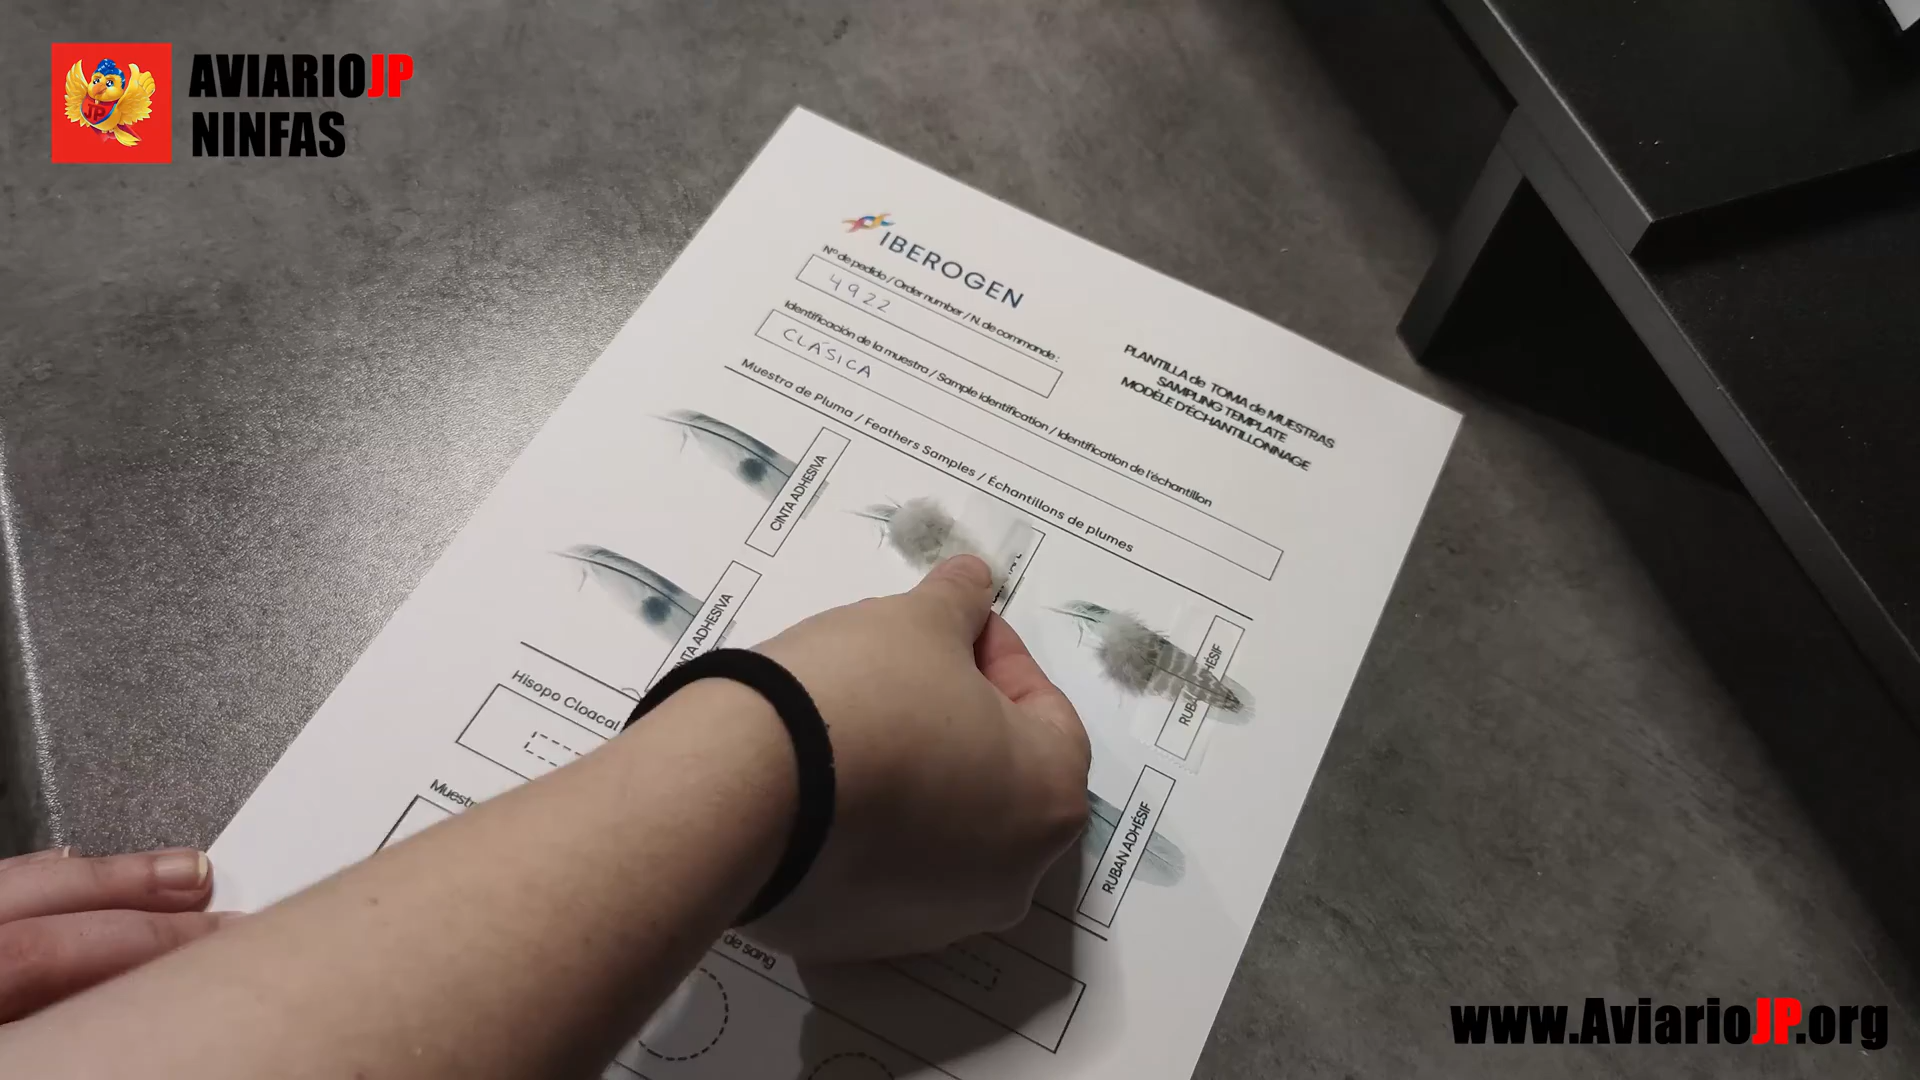 AVIARIOJP
NINFAS
IBEROGEN
Nº de pedido / Order number / N. de commande:
4922
Identificación de la muestra / Sample Identification / Identification de l'échantillon
CLÁSICA
PLANTILLA de TOMA de MUESTRAS
SAMPLING TEMPLATE
MODÈLE D'ÉCHANTILLONNAGE
Muestra de Pluma / Feathers Samples / Échantillons de plumes
CINTA ADHESIVA
CINTA ADHESIVA
RUBAN ADHÉSIF
Hisopo Cloacal
de sang
www.AviarioJP.org